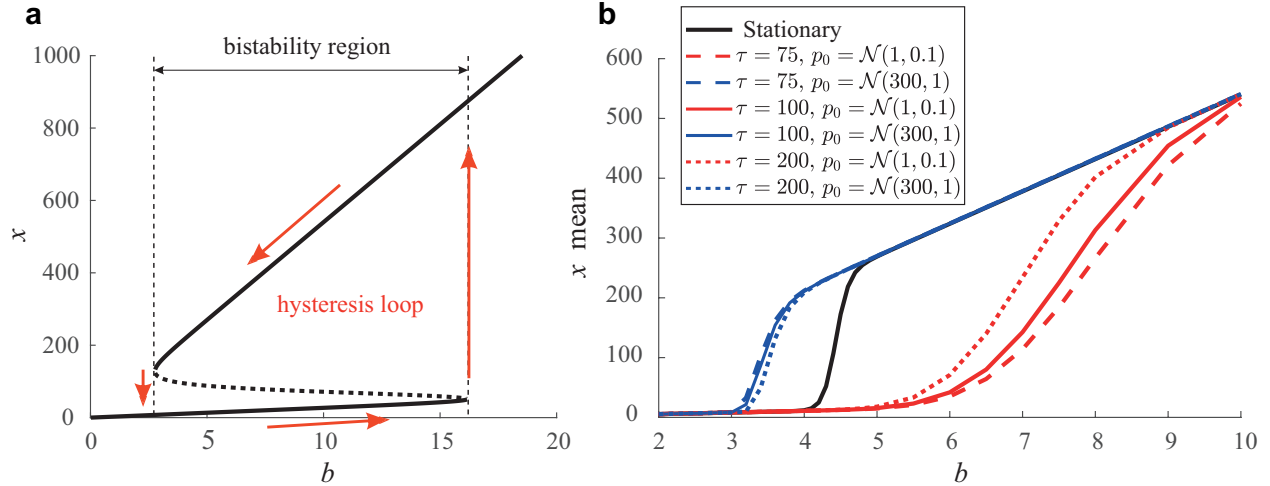 a
bistability region
1000
800
600
400
200
0
x
hysteresis loop
0 5 10 15 20
b
b
Stationary
τ = 75, p₀ = 𝒩(1, 0.1)
τ = 75, p₀ = 𝒩(300, 1)
τ = 100, p₀ = 𝒩(1, 0.1)
τ = 100, p₀ = 𝒩(300, 1)
τ = 200, p₀ = 𝒩(1, 0.1)
τ = 200, p₀ = 𝒩(300, 1)
600
500
400
300
200
100
0
x mean
2 3 4 5 6 7 8 9 10
b